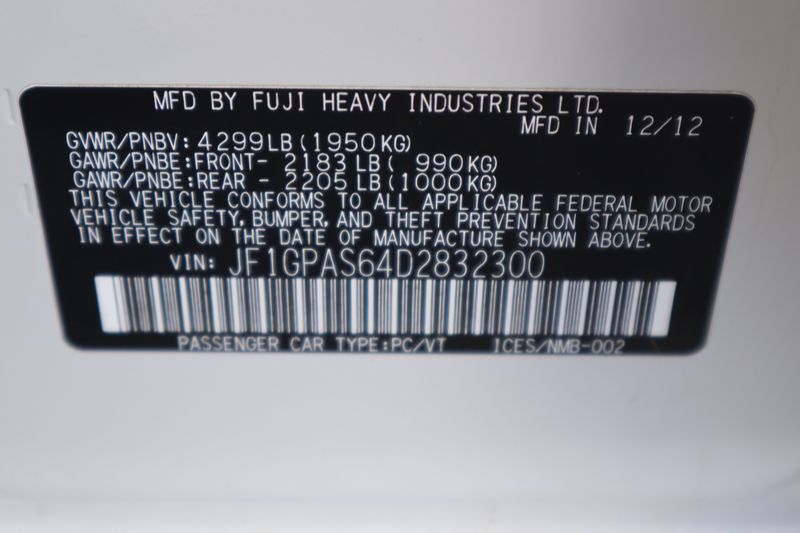 MFD BY FUJI HEAVY INDUSTRIES LTD.
MFD IN 12/12
GVWR/PNBV: 4299LB(1950KG)
GAWR/PNBE:FRONT- 2183LB( 990KG)
GAWR/PNBE:REAR - 2205LB(1000KG)
THIS VEHICLE CONFORMS TO ALL APPLICABLE FEDERAL MOTOR
VEHICLE SAFETY, BUMPER, AND THEFT PREVENTION STANDARDS
IN EFFECT ON THE DATE OF MANUFACTURE SHOWN ABOVE.
VIN: JF1GPAS64D2832300
PASSENGER CAR TYPE:PC/VT ICES/NMB-002